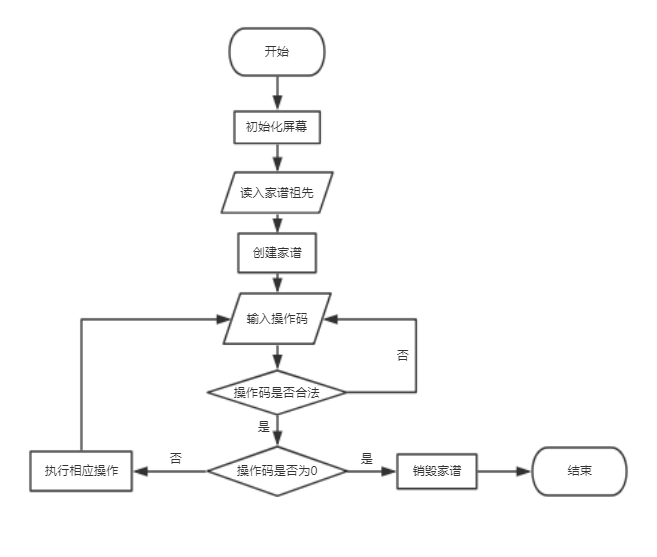 开始
初始化屏幕
读入家谱祖先
创建家谱
输入操作码
否
操作码是否合法
是
执行相应操作
否
操作码是否为0
是
销毁家谱
结束